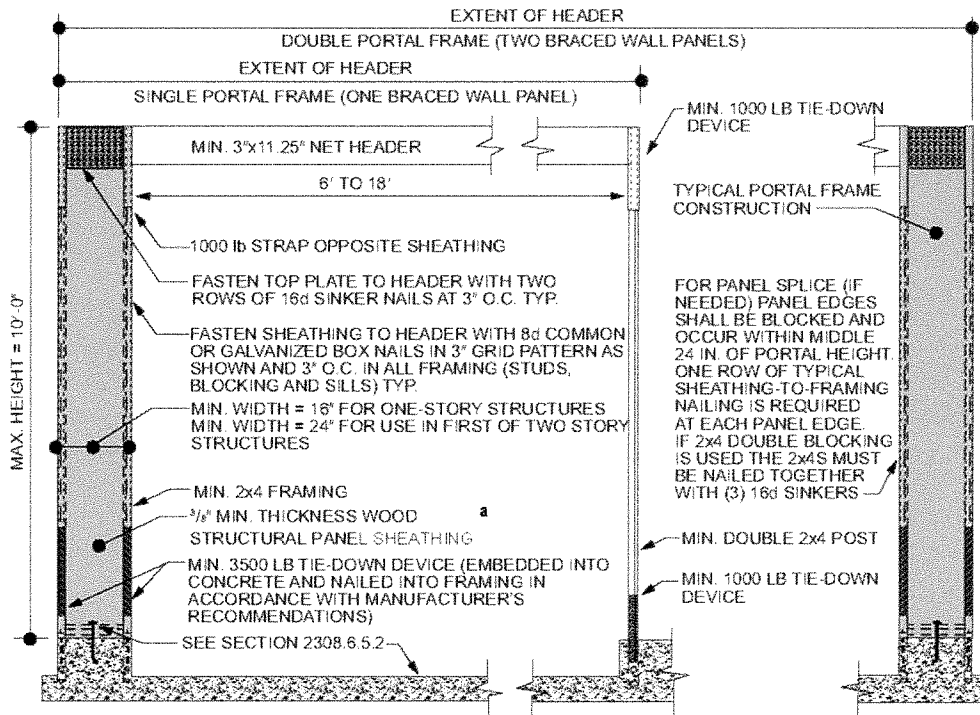 EXTENT OF HEADER
DOUBLE PORTAL FRAME (TWO BRACED WALL PANELS)
EXTENT OF HEADER
SINGLE PORTAL FRAME (ONE BRACED WALL PANEL)
MIN. 1000 LB TIE-DOWN
DEVICE
MIN. 3"x11.25" NET HEADER
6' TO 18'
TYPICAL PORTAL FRAME
CONSTRUCTION
1000 lb STRAP OPPOSITE SHEATHING
FASTEN TOP PLATE TO HEADER WITH TWO
ROWS OF 16d SINKER NAILS AT 3" O.C. TYP.
FASTEN SHEATHING TO HEADER WITH 8d COMMON
OR GALVANIZED BOX NAILS IN 3" GRID PATTERN AS
SHOWN AND 3" O.C. IN ALL FRAMING (STUDS,
BLOCKING AND SILLS) TYP.
MIN. WIDTH = 16" FOR ONE-STORY STRUCTURES
MIN. WIDTH = 24" FOR USE IN FIRST OF TWO STORY
STRUCTURES
FOR PANEL SPLICE (IF
NEEDED) PANEL EDGES
SHALL BE BLOCKED AND
OCCUR WITHIN MIDDLE
24 IN. OF PORTAL HEIGHT.
ONE ROW OF TYPICAL
SHEATHING-TO-FRAMING
NAILING IS REQUIRED
AT EACH PANEL EDGE.
IF 2x4 DOUBLE BLOCKING
IS USED THE 2x4S MUST
BE NAILED TOGETHER
WITH (3) 16d SINKERS
MAX. HEIGHT = 10'-0"
MIN. 2x4 FRAMING
3/8" MIN. THICKNESS WOOD a
STRUCTURAL PANEL SHEATHING
MIN. 3500 LB TIE-DOWN DEVICE (EMBEDDED INTO
CONCRETE AND NAILED INTO FRAMING IN
ACCORDANCE WITH MANUFACTURER'S
RECOMMENDATIONS)
MIN. DOUBLE 2x4 POST
MIN. 1000 LB TIE-DOWN
DEVICE
SEE SECTION 2308.6.5.2